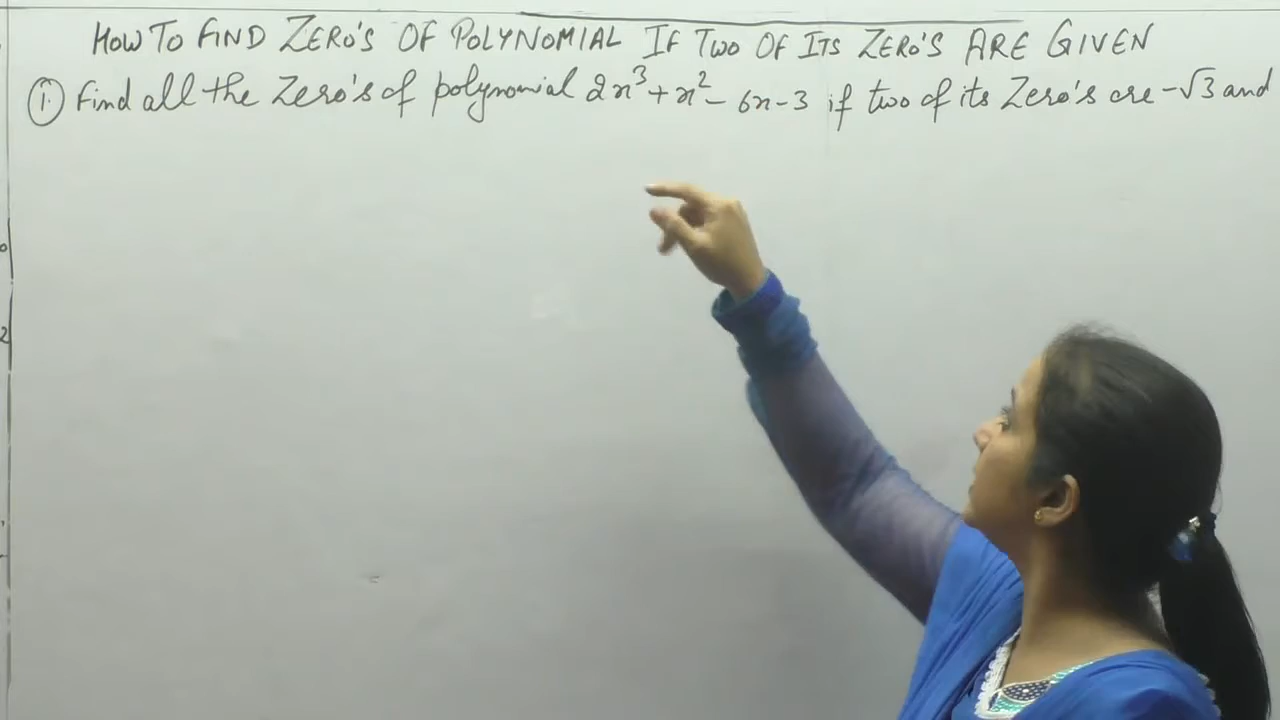 HOW TO FIND ZERO'S OF POLYNOMIAL IF TWO OF ITS ZERO'S ARE GIVEN
① Find all the Zero's of polynomial 2x³+x²-6x-3 if two of its Zero's are -√3 and
2